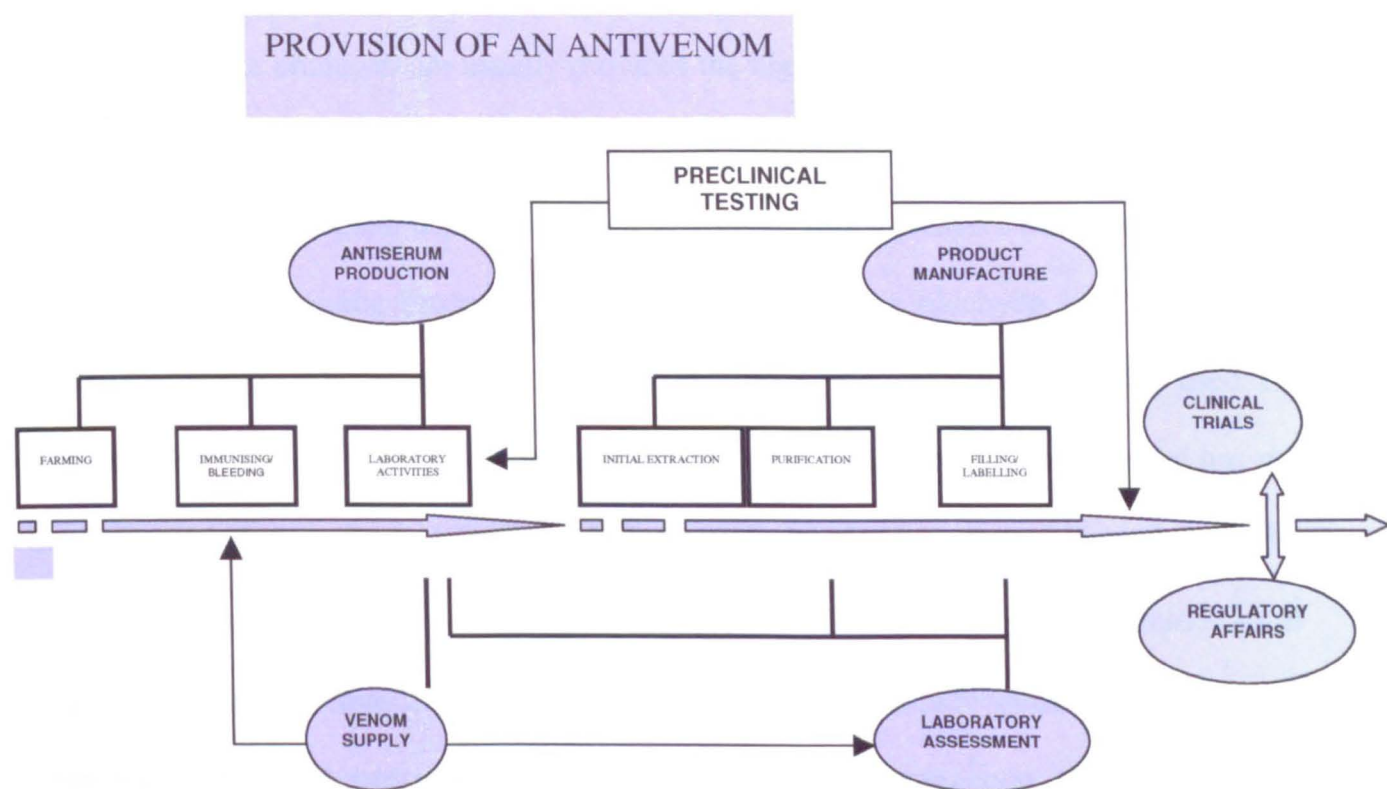 PROVISION OF AN ANTIVENOM
PRECLINICAL
TESTING
ANTISERUM
PRODUCTION
PRODUCT
MANUFACTURE
FARMING
IMMUNISING/
BLEEDING
LABORATORY
ACTIVITIES
INITIAL EXTRACTION
PURIFICATION
FILLING/
LABELLING
CLINICAL
TRIALS
REGULATORY
AFFAIRS
VENOM
SUPPLY
LABORATORY
ASSESSMENT